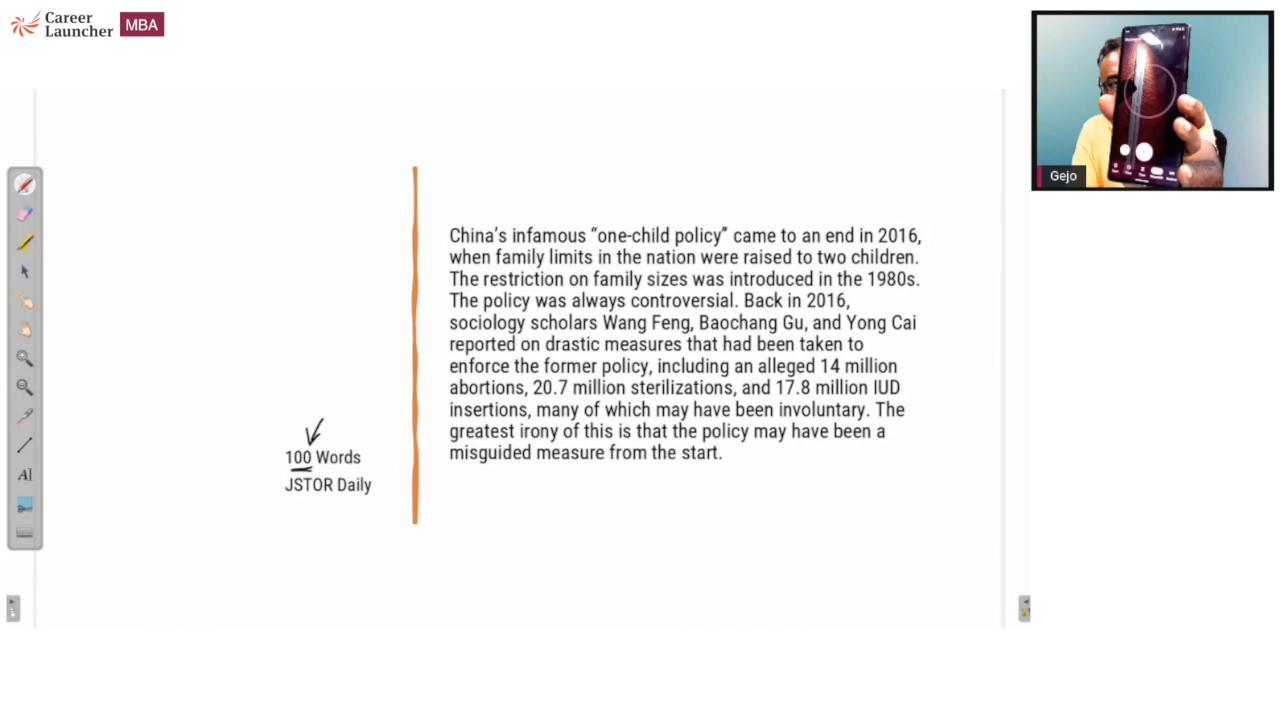 Career
Launcher
MBA
Gejo
China's infamous “one-child policy” came to an end in 2016,
when family limits in the nation were raised to two children.
The restriction on family sizes was introduced in the 1980s.
The policy was always controversial. Back in 2016,
sociology scholars Wang Feng, Baochang Gu, and Yong Cai
reported on drastic measures that had been taken to
enforce the former policy, including an alleged 14 million
abortions, 20.7 million sterilizations, and 17.8 million IUD
insertions, many of which may have been involuntary. The
greatest irony of this is that the policy may have been a
misguided measure from the start.
100 Words
JSTOR Daily
AI